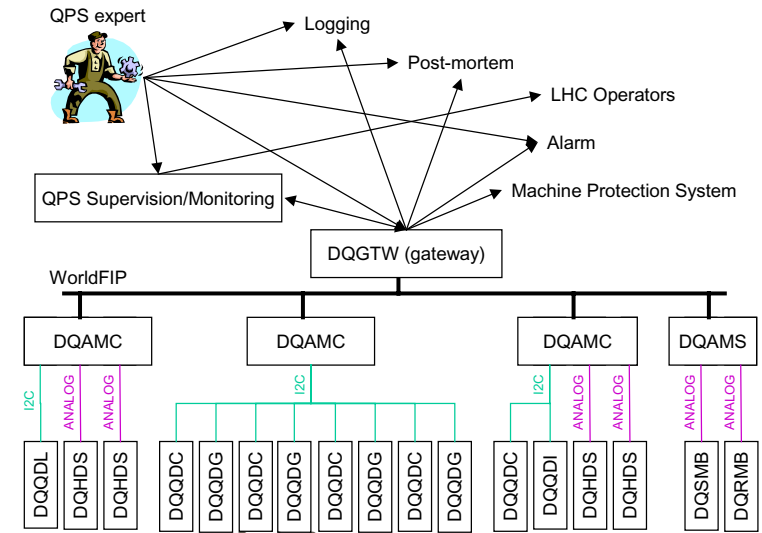 QPS expert
Logging
Post-mortem
LHC Operators
Alarm
QPS Supervision/Monitoring
Machine Protection System
DQGTW (gateway)
WorldFIP
DQAMC
DQAMC
DQAMC
DQAMS
I2C
ANALOG
ANALOG
I2C
I2C
ANALOG
ANALOG
ANALOG
ANALOG
DQQDL
DQHDS
DQHDS
DQQDC
DQQDG
DQQDC
DQQDG
DQQDC
DQQDG
DQQDC
DQQDG
DQQDC
DQQDI
DQHDS
DQHDS
DQSMB
DQRMB